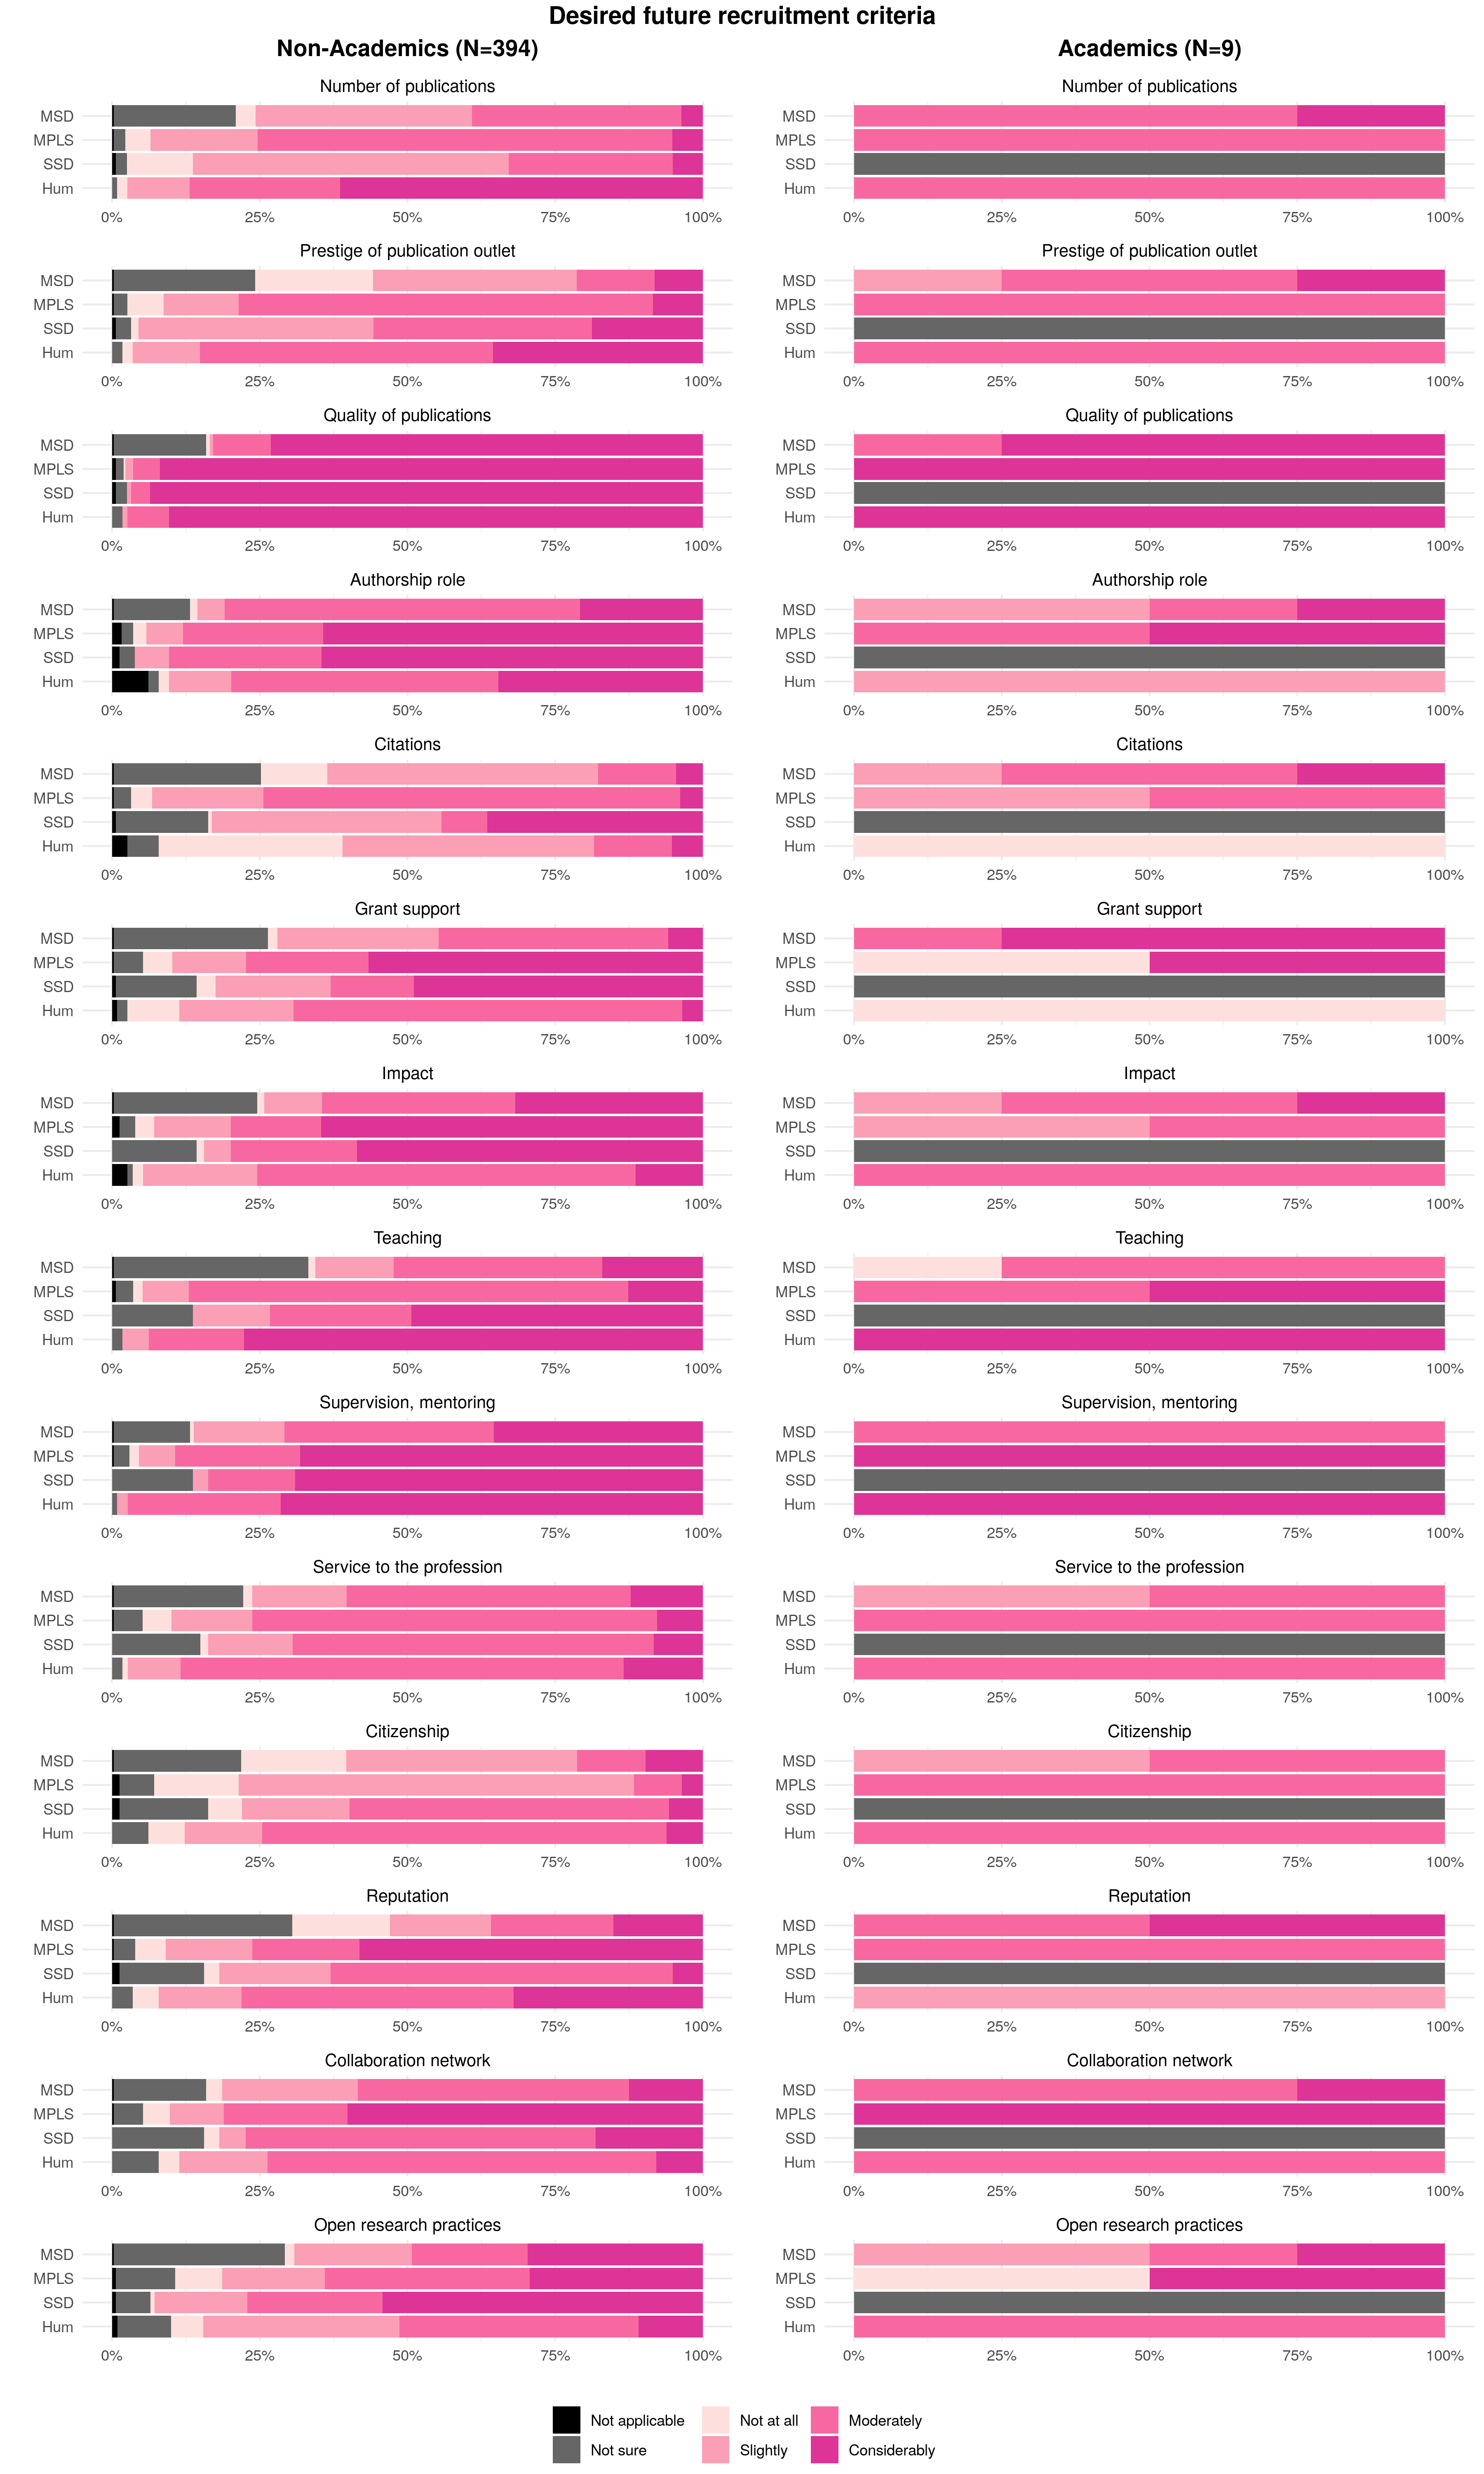 Desired future recruitment criteria
Non-Academics (N=394)
Academics (N=9)
Number of publications
Number of publications
MSD
MPLS
SSD
Hum
0% 25% 50% 75% 100%
MSD
MPLS
SSD
Hum
0% 25% 50% 75% 100%
Prestige of publication outlet
Prestige of publication outlet
MSD
MPLS
SSD
Hum
0% 25% 50% 75% 100%
MSD
MPLS
SSD
Hum
0% 25% 50% 75% 100%
Quality of publications
Quality of publications
MSD
MPLS
SSD
Hum
0% 25% 50% 75% 100%
MSD
MPLS
SSD
Hum
0% 25% 50% 75% 100%
Authorship role
Authorship role
MSD
MPLS
SSD
Hum
0% 25% 50% 75% 100%
MSD
MPLS
SSD
Hum
0% 25% 50% 75% 100%
Citations
Citations
MSD
MPLS
SSD
Hum
0% 25% 50% 75% 100%
MSD
MPLS
SSD
Hum
0% 25% 50% 75% 100%
Grant support
Grant support
MSD
MPLS
SSD
Hum
0% 25% 50% 75% 100%
MSD
MPLS
SSD
Hum
0% 25% 50% 75% 100%
Impact
Impact
MSD
MPLS
SSD
Hum
0% 25% 50% 75% 100%
MSD
MPLS
SSD
Hum
0% 25% 50% 75% 100%
Teaching
Teaching
MSD
MPLS
SSD
Hum
0% 25% 50% 75% 100%
MSD
MPLS
SSD
Hum
0% 25% 50% 75% 100%
Supervision, mentoring
Supervision, mentoring
MSD
MPLS
SSD
Hum
0% 25% 50% 75% 100%
MSD
MPLS
SSD
Hum
0% 25% 50% 75% 100%
Service to the profession
Service to the profession
MSD
MPLS
SSD
Hum
0% 25% 50% 75% 100%
MSD
MPLS
SSD
Hum
0% 25% 50% 75% 100%
Citizenship
Citizenship
MSD
MPLS
SSD
Hum
0% 25% 50% 75% 100%
MSD
MPLS
SSD
Hum
0% 25% 50% 75% 100%
Reputation
Reputation
MSD
MPLS
SSD
Hum
0% 25% 50% 75% 100%
MSD
MPLS
SSD
Hum
0% 25% 50% 75% 100%
Collaboration network
Collaboration network
MSD
MPLS
SSD
Hum
0% 25% 50% 75% 100%
MSD
MPLS
SSD
Hum
0% 25% 50% 75% 100%
Open research practices
Open research practices
MSD
MPLS
SSD
Hum
0% 25% 50% 75% 100%
MSD
MPLS
SSD
Hum
0% 25% 50% 75% 100%
Not applicable
Not at all
Moderately
Not sure
Slightly
Considerably